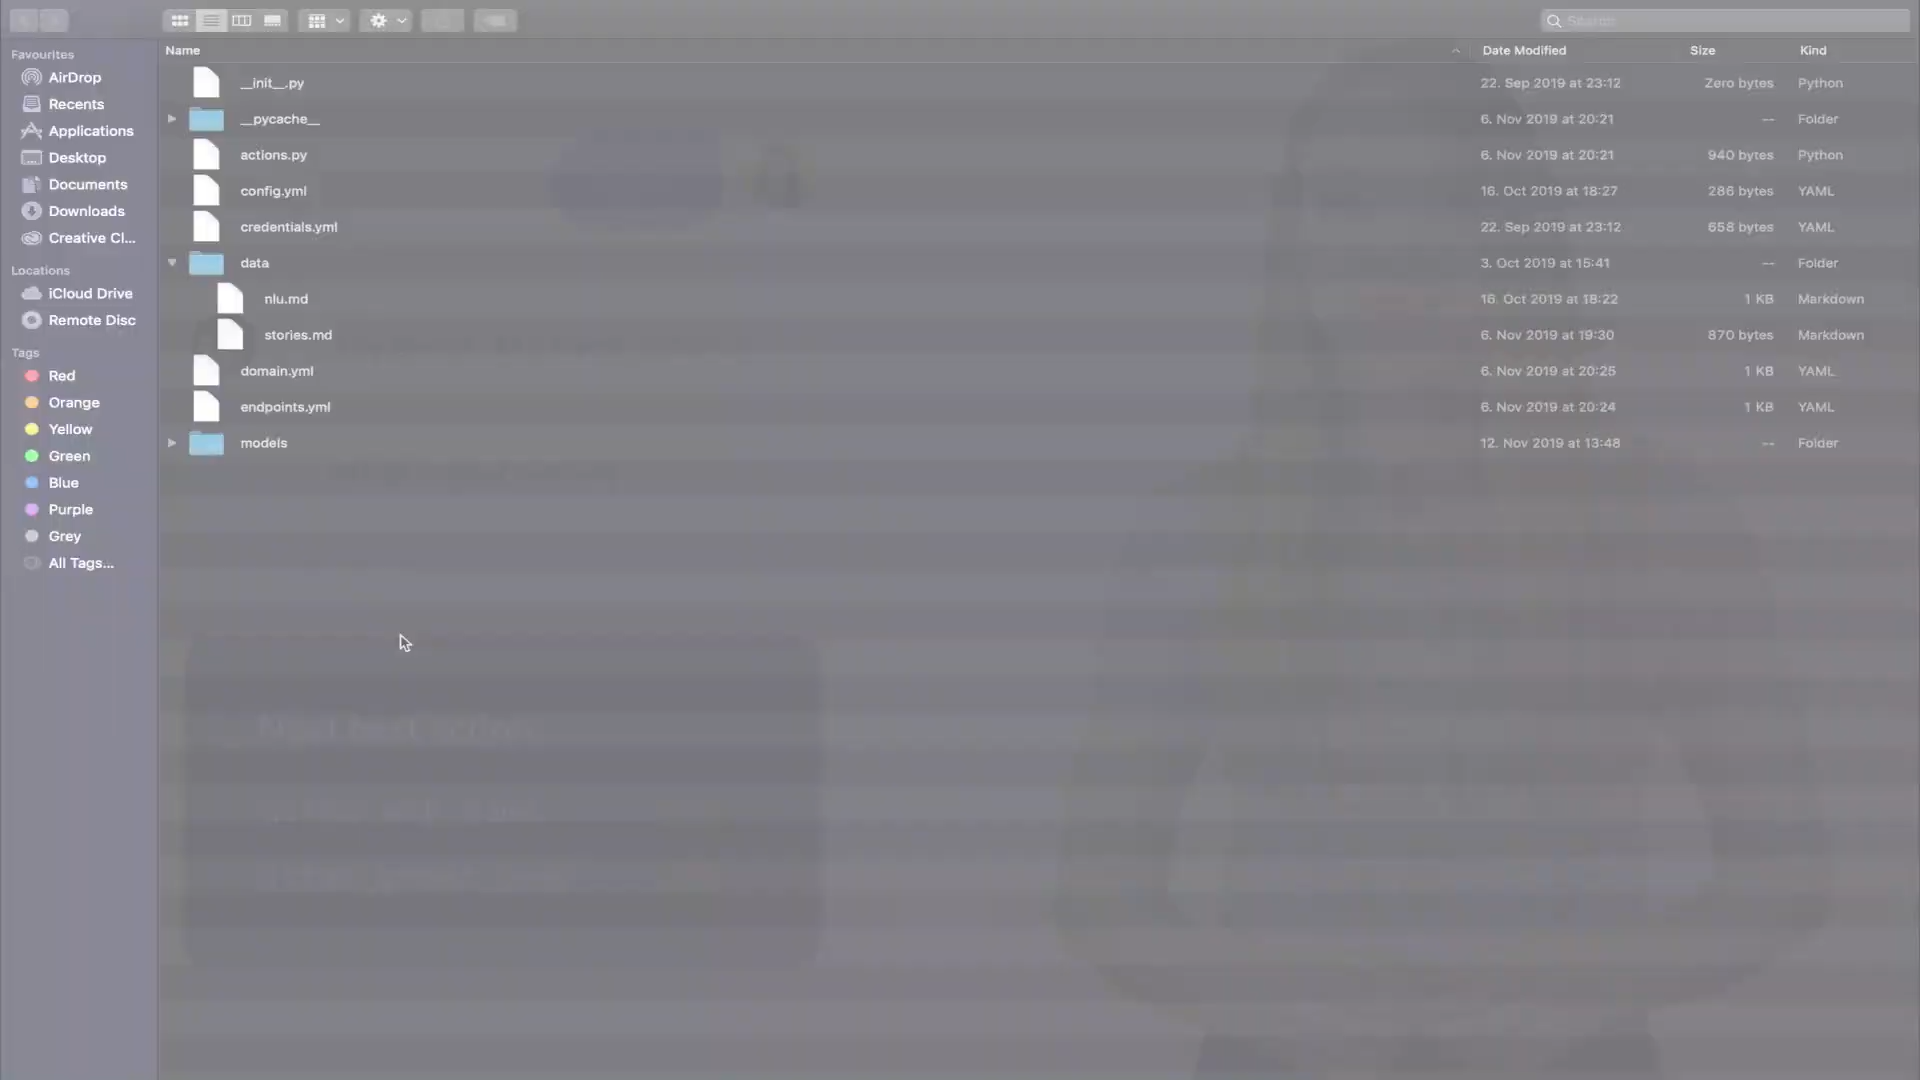 Search
Name Date Modified Size Kind
Favourites
AirDrop
Recents
Applications
Desktop
Documents
Downloads
Creative Cl...
Locations
iCloud Drive
Remote Disc
Tags
Red
Orange
Yellow
Green
Blue
Purple
Grey
All Tags...
__init__.py 22. Sep 2019 at 23:12 Zero bytes Python
__pycache__ 6. Nov 2019 at 20:21 -- Folder
actions.py 6. Nov 2019 at 20:21 940 bytes Python
config.yml 16. Oct 2019 at 18:27 286 bytes YAML
credentials.yml 22. Sep 2019 at 23:12 658 bytes YAML
data 3. Oct 2019 at 15:41 -- Folder
nlu.md 16. Oct 2019 at 18:22 1 KB Markdown
stories.md 6. Nov 2019 at 19:30 870 bytes Markdown
domain.yml 6. Nov 2019 at 20:25 1 KB YAML
endpoints.yml 6. Nov 2019 at 20:24 1 KB YAML
models 12. Nov 2019 at 13:48 -- Folder